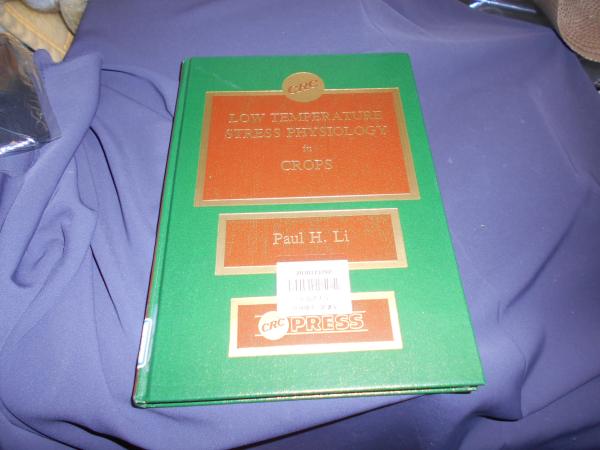 CRC
LOW TEMPERATURE
STRESS PHYSIOLOGY
in
CROPS
Paul H. Li
CRC PRESS